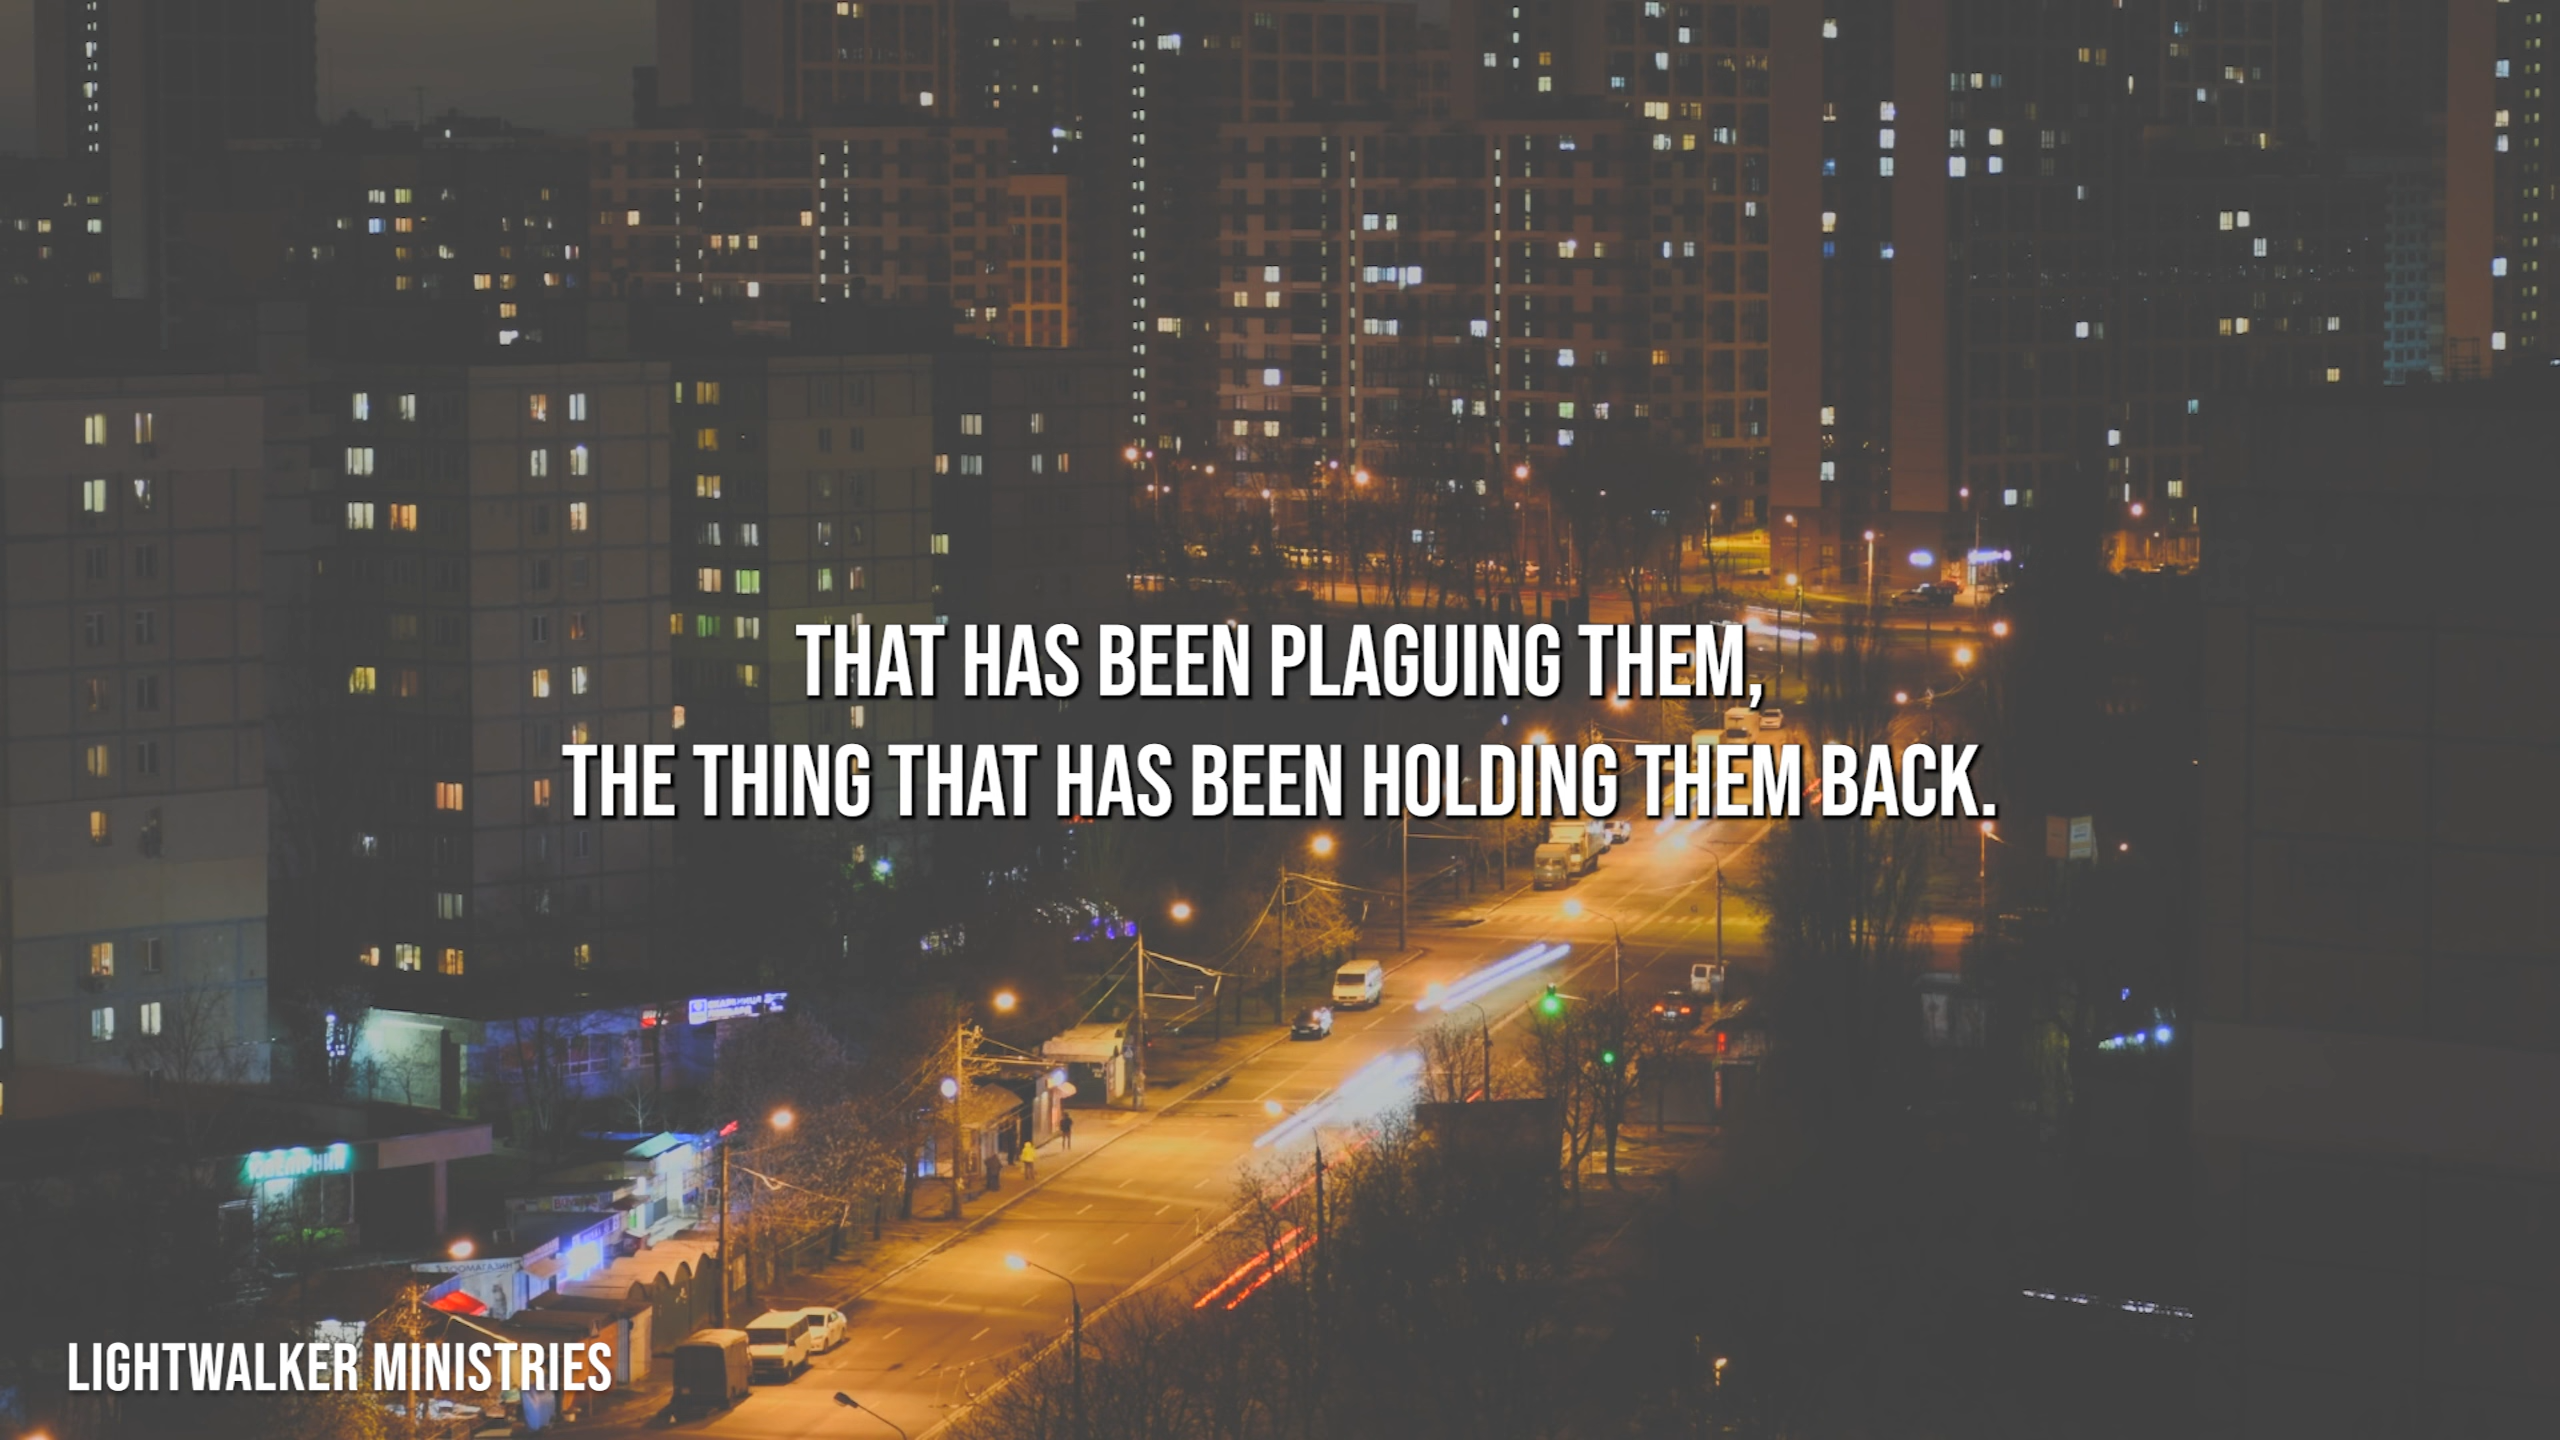 THAT HAS BEEN PLAGUING THEM,
THE THING THAT HAS BEEN HOLDING THEM BACK.
LIGHTWALKER MINISTRIES